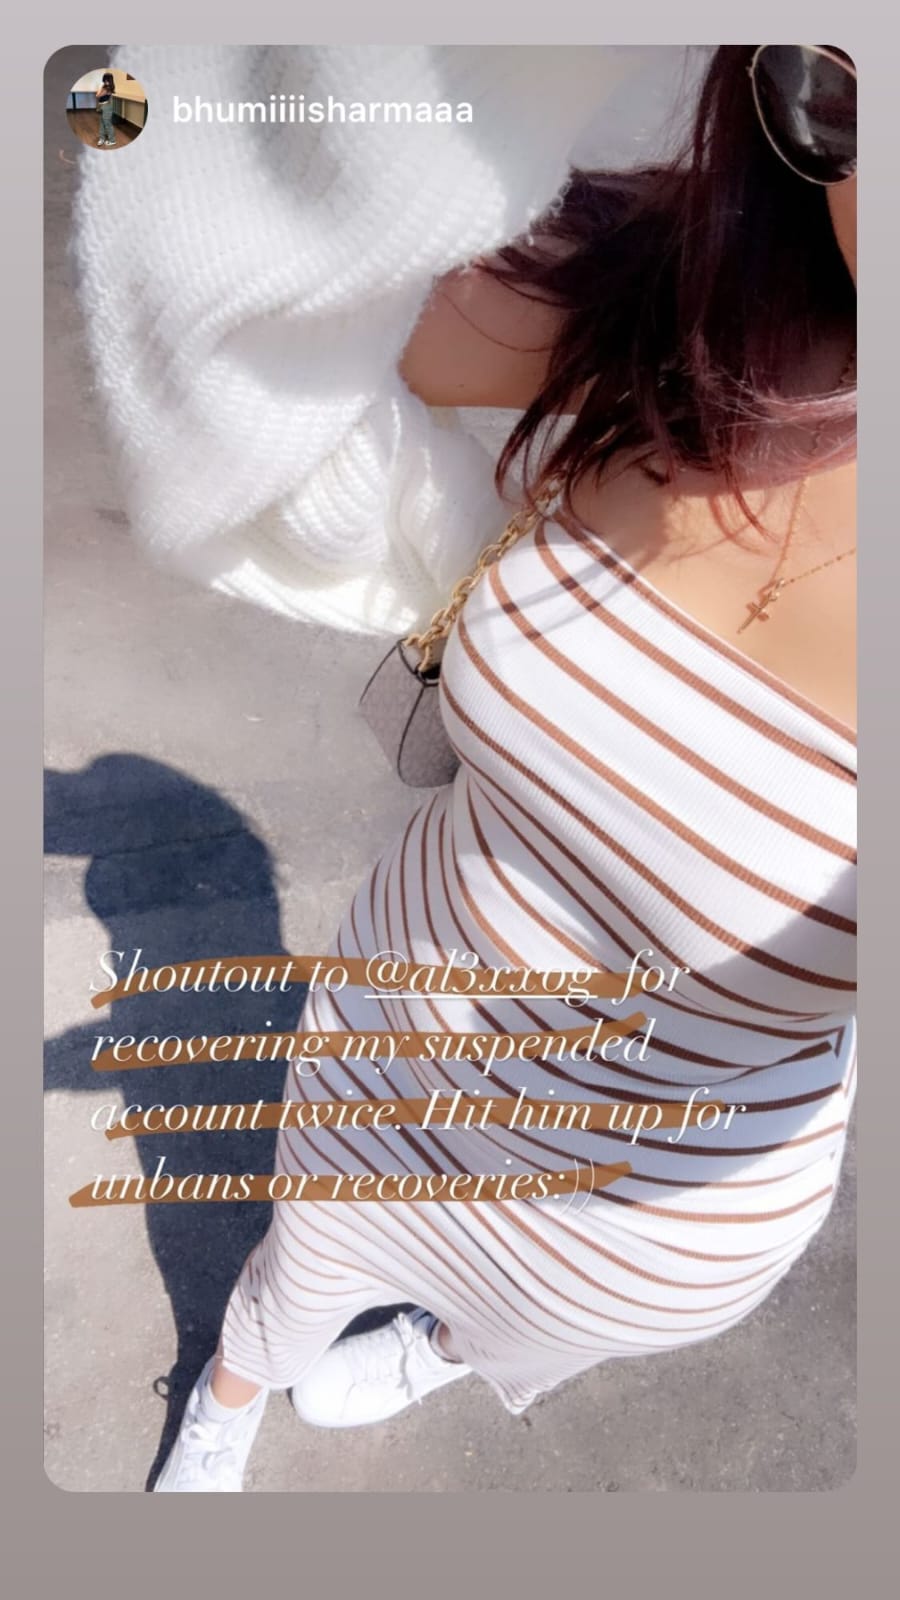 bhumiiiisharmaaa
Shoutout to @al3xxog for
recovering my suspended
account twice. Hit him up for
unbans or recoveries:))